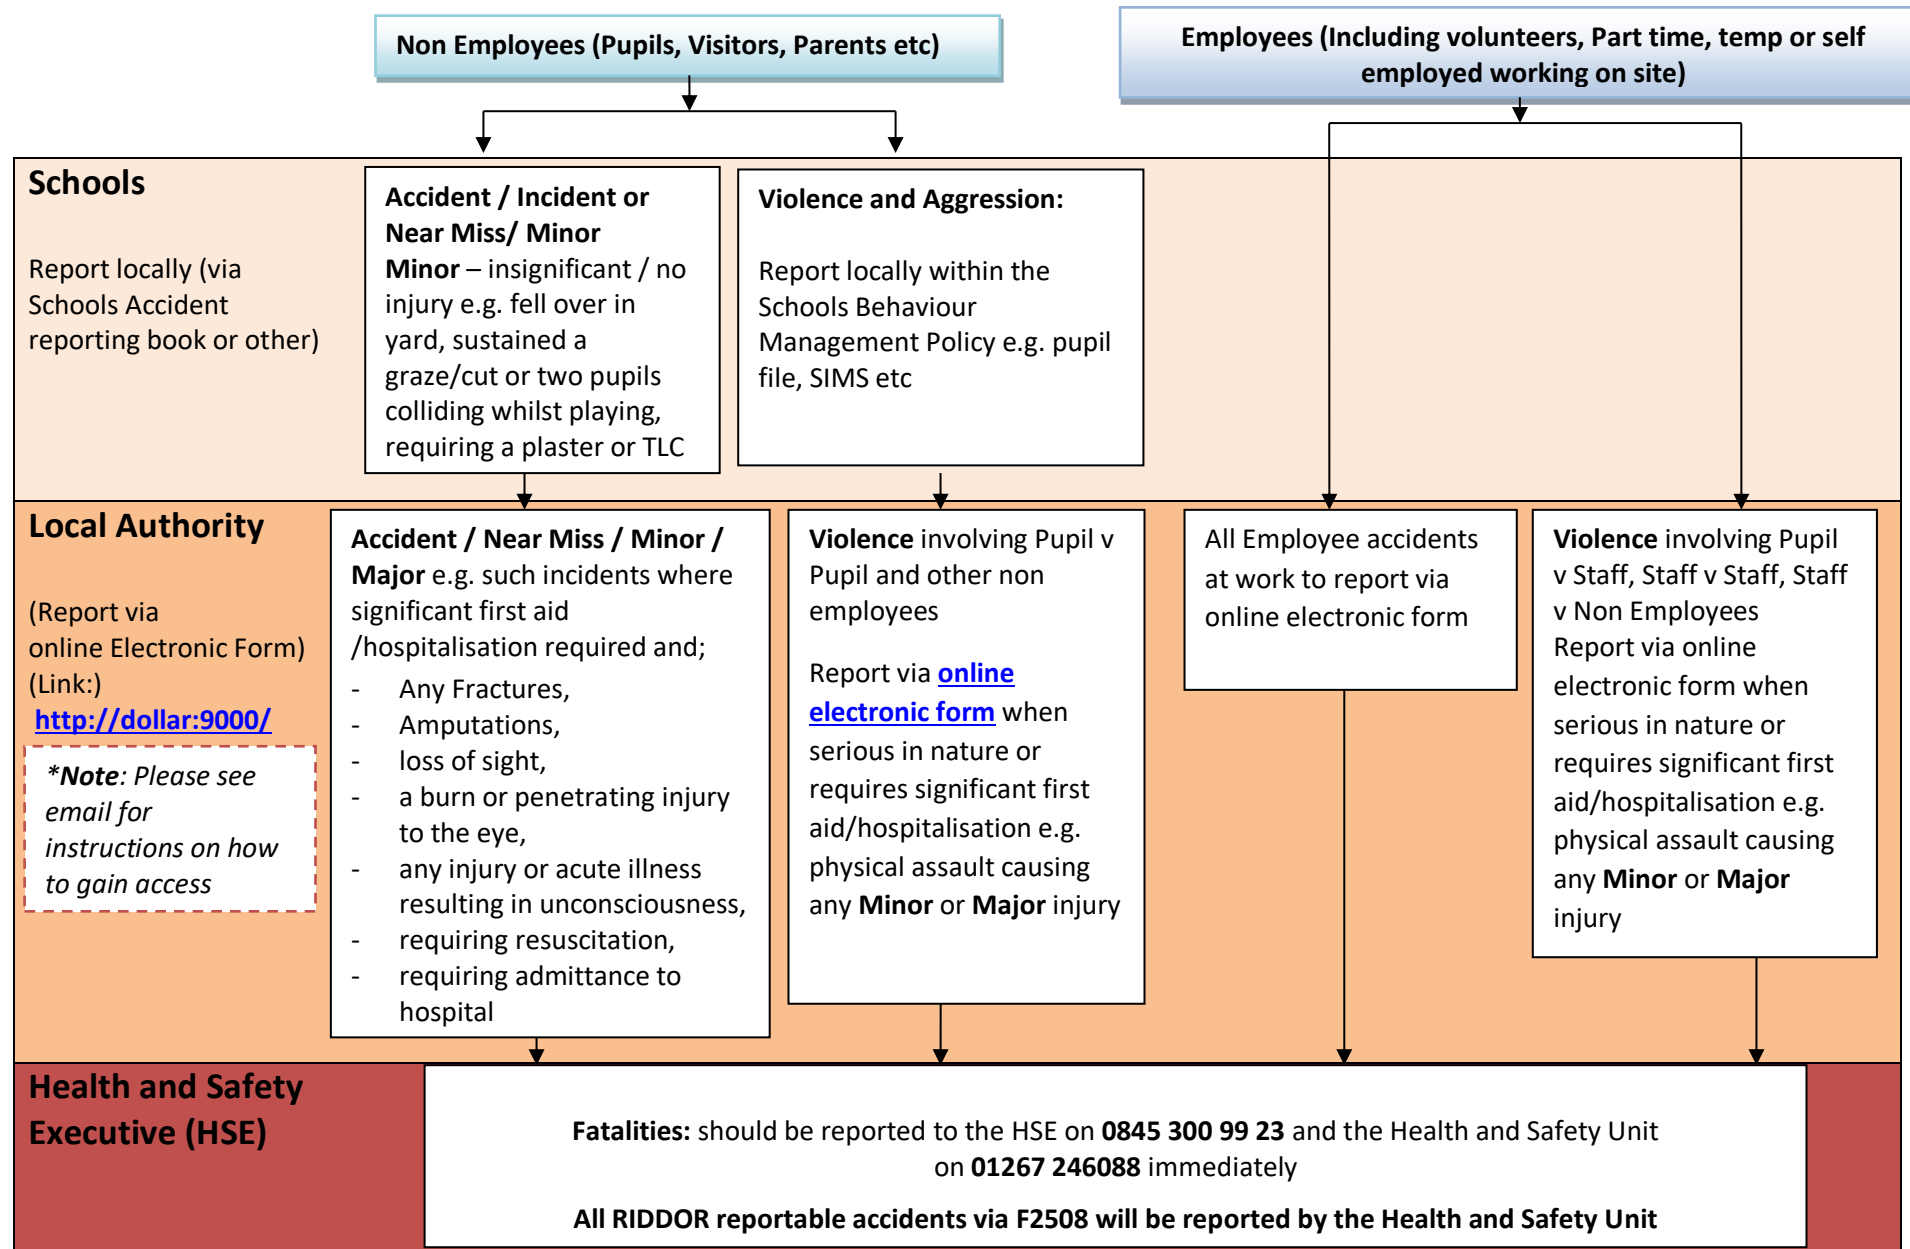 Non Employees (Pupils, Visitors, Parents etc)
Employees (Including volunteers, Part time, temp or self
employed working on site)
Schools
Report locally (via
Schools Accident
reporting book or other)
Accident / Incident or
Near Miss/ Minor
Minor – insignificant / no
injury e.g. fell over in
yard, sustained a
graze/cut or two pupils
colliding whilst playing,
requiring a plaster or TLC
Violence and Aggression:
Report locally within the
Schools Behaviour
Management Policy e.g. pupil
file, SIMS etc
Local Authority
(Report via
online Electronic Form)
(Link:)
http://dollar:9000/
*Note: Please see
email for
instructions on how
to gain access
Accident / Near Miss / Minor /
Major e.g. such incidents where
significant first aid
/hospitalisation required and;
- Any Fractures,
- Amputations,
- loss of sight,
- a burn or penetrating injury
to the eye,
- any injury or acute illness
resulting in unconsciousness,
- requiring resuscitation,
- requiring admittance to
hospital
Violence involving Pupil v
Pupil and other non
employees
Report via online
electronic form when
serious in nature or
requires significant first
aid/hospitalisation e.g.
physical assault causing
any Minor or Major injury
All Employee accidents
at work to report via
online electronic form
Violence involving Pupil
v Staff, Staff v Staff, Staff
v Non Employees
Report via online
electronic form when
serious in nature or
requires significant first
aid/hospitalisation e.g.
physical assault causing
any Minor or Major
injury
Health and Safety
Executive (HSE)
Fatalities: should be reported to the HSE on 0845 300 99 23 and the Health and Safety Unit
on 01267 246088 immediately
All RIDDOR reportable accidents via F2508 will be reported by the Health and Safety Unit